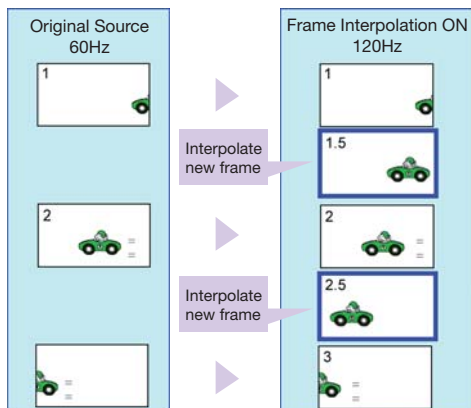 Original Source
60Hz
1
2
Interpolate
new frame
Interpolate
new frame
Frame Interpolation ON
120Hz
1
1.5
2
2.5
3